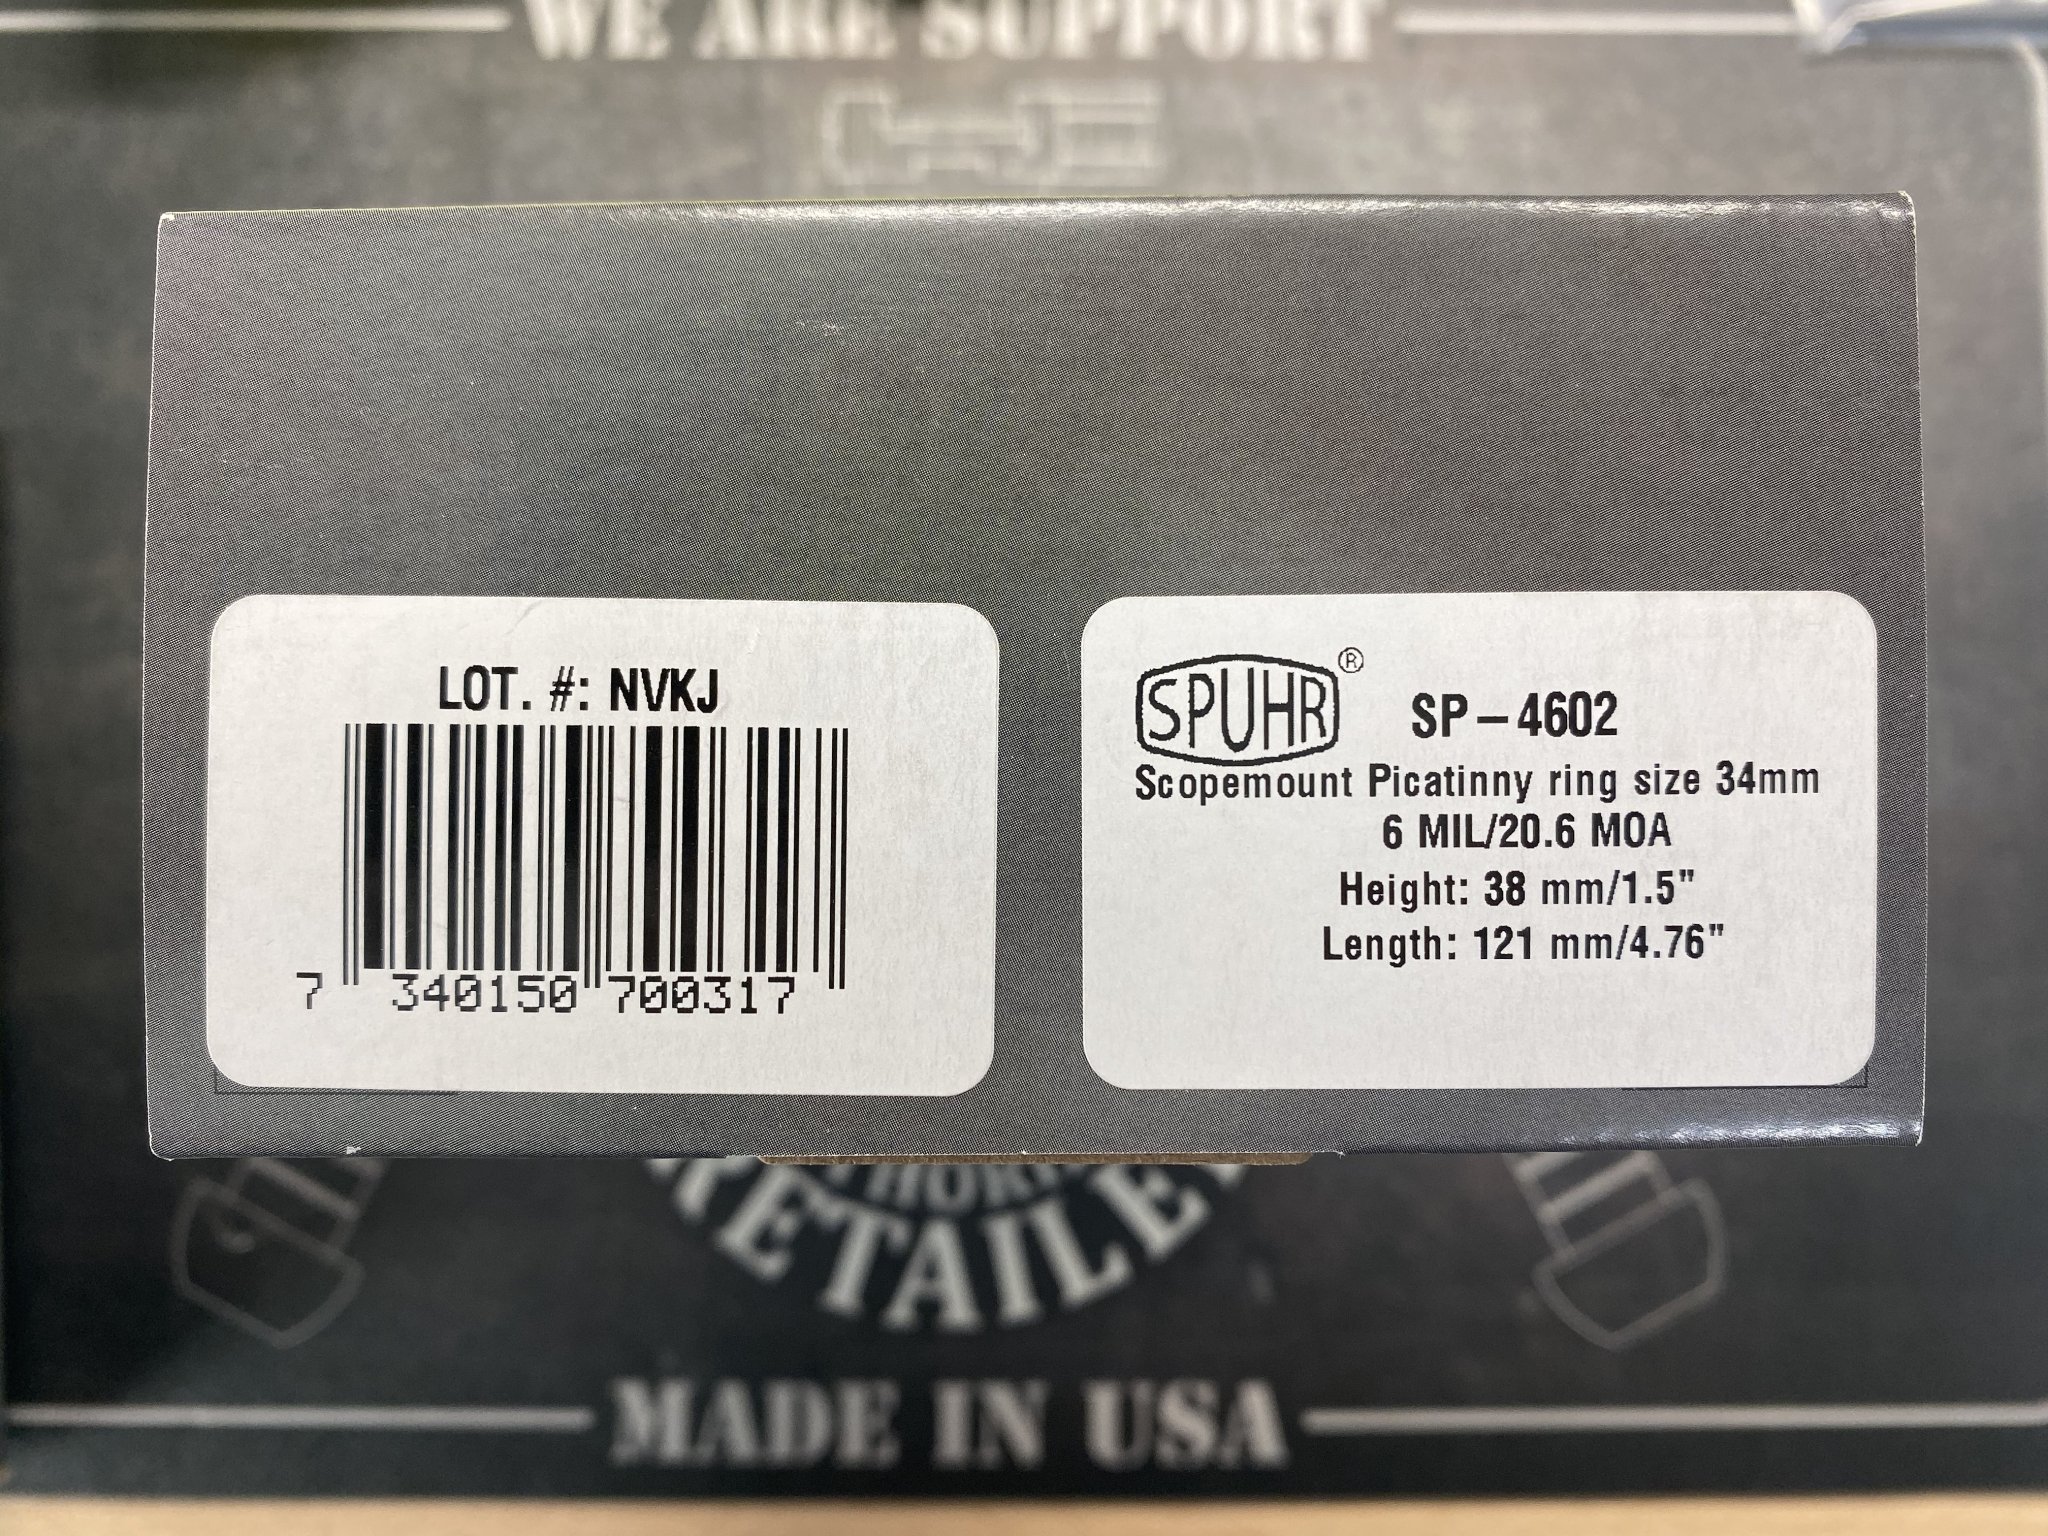 WE ARE SUPPORT
LOT. #: NVKJ
7 340150 700317
SPUHR®
SP-4602
Scopemount Picatinny ring size 34mm
6 MIL/20.6 MOA
Height: 38 mm/1.5"
Length: 121 mm/4.76"
RETAILER
MADE IN USA